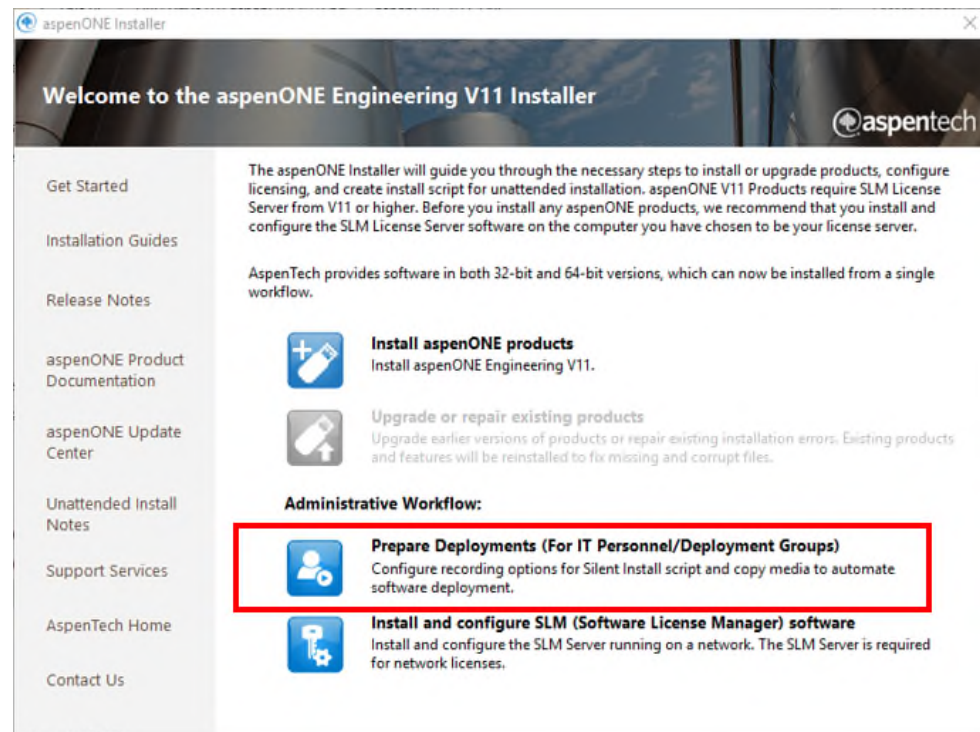 aspenONE Installer
Welcome to the aspenONE Engineering V11 Installer
aspentech
Get Started
Installation Guides
Release Notes
aspenONE Product
Documentation
aspenONE Update
Center
Unattended Install
Notes
Support Services
AspenTech Home
Contact Us
The aspenONE Installer will guide you through the necessary steps to install or upgrade products, configure
licensing, and create install script for unattended installation. aspenONE V11 Products require SLM License
Server from V11 or higher. Before you install any aspenONE products, we recommend that you install and
configure the SLM License Server software on the computer you have chosen to be your license server.
AspenTech provides software in both 32-bit and 64-bit versions, which can now be installed from a single
workflow.
Install aspenONE products
Install aspenONE Engineering V11.
Upgrade or repair existing products
Upgrade earlier versions of products or repair existing installation errors. Existing products
and features will be reinstalled to fix missing and corrupt files.
Administrative Workflow:
Prepare Deployments (For IT Personnel/Deployment Groups)
Configure recording options for Silent Install script and copy media to automate
software deployment.
Install and configure SLM (Software License Manager) software
Install and configure the SLM Server running on a network. The SLM Server is required
for network licenses.